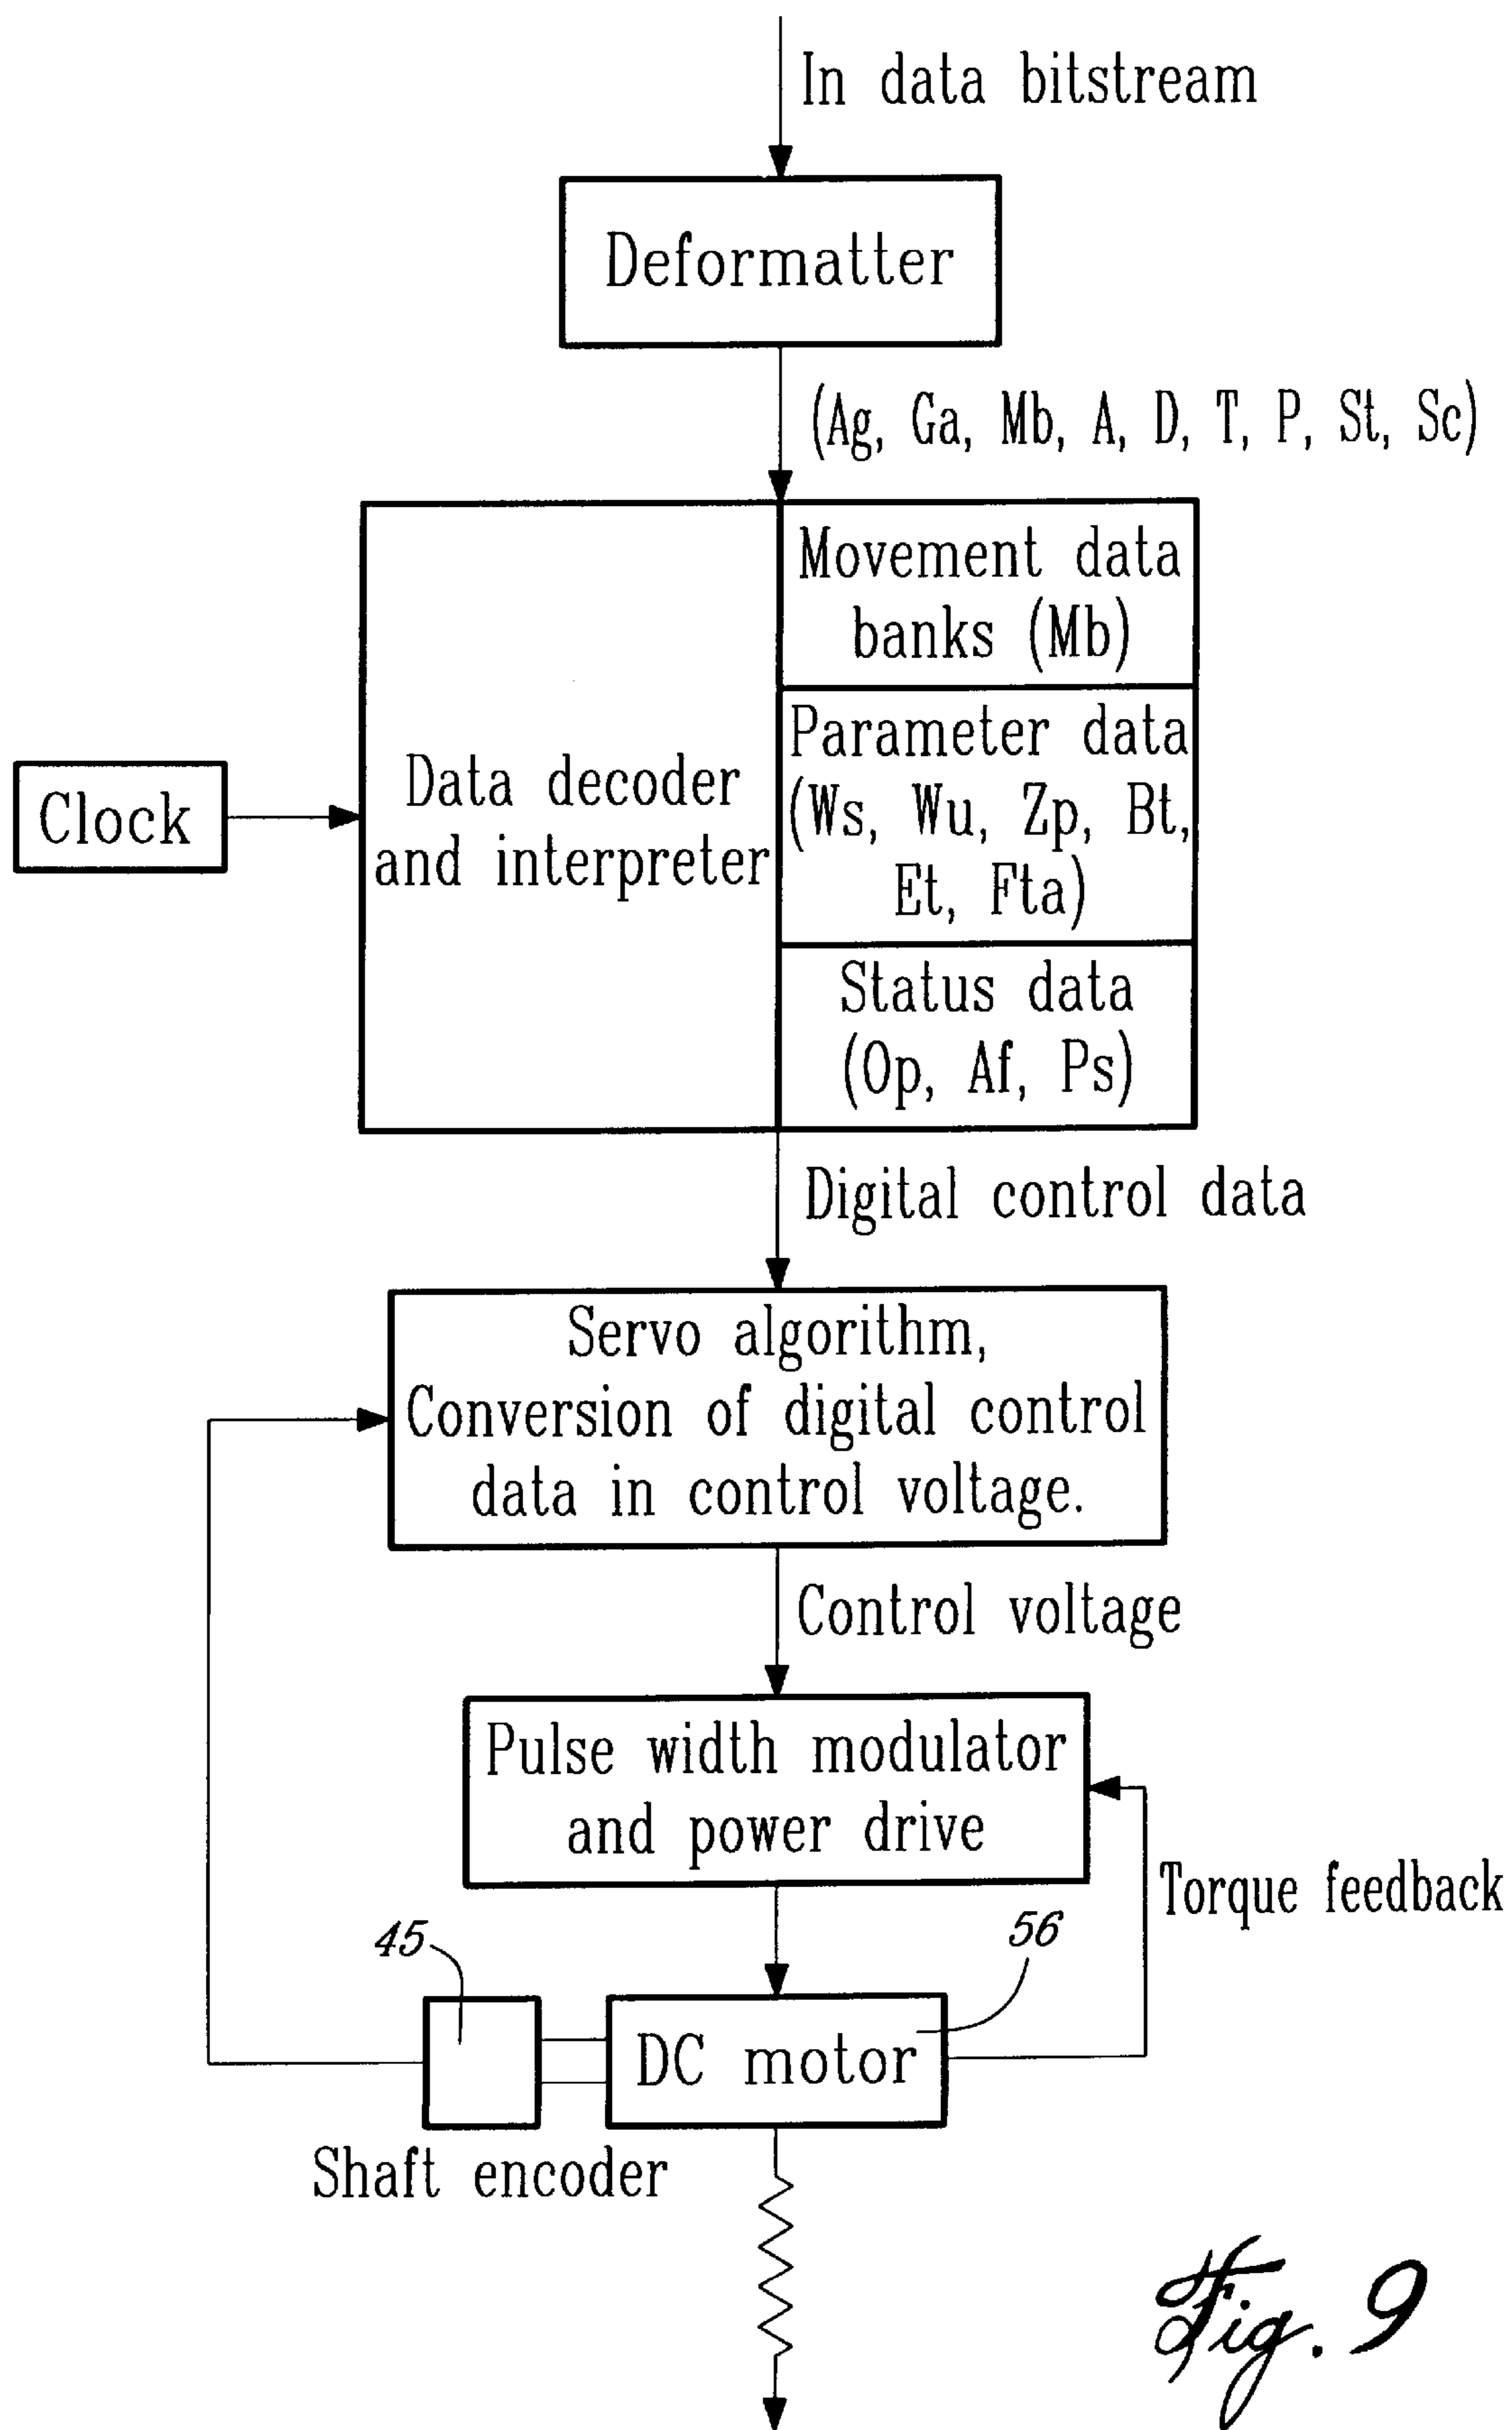 In data bitstream
Deformatter
(Ag, Ga, Mb, A, D, T, P, St, Sc)
Movement data
banks (Mb)
Parameter data
(Ws, Wu, Zp, Bt,
Et, Fta)
Status data
(Op, Af, Ps)
Data decoder
and interpreter
Clock
Digital control data
Servo algorithm,
Conversion of digital control
data in control voltage.
Control voltage
Pulse width modulator
and power drive
Torque feedback
45
56
DC motor
Shaft encoder
Fig. 9